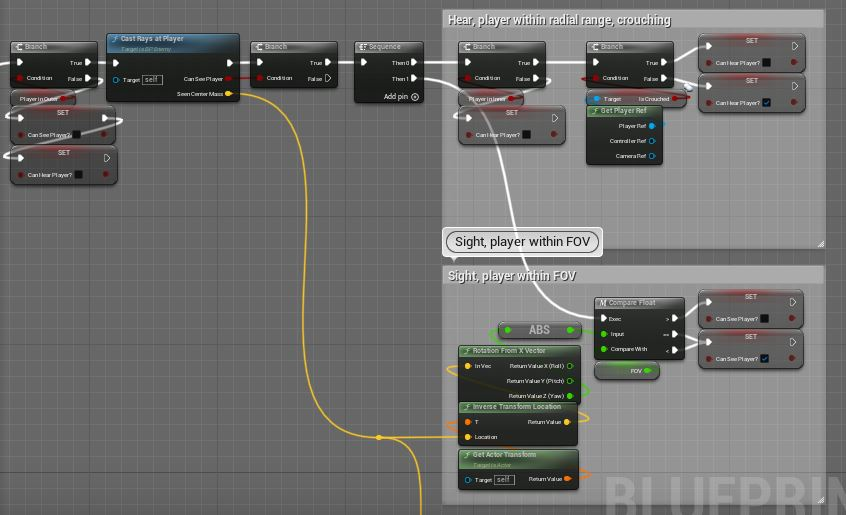 Hear, player within radial range, crouching
Branch
True
Condition
False
Player in Outer
SET
Can See Player?
SET
Can Hear Player?
Cast Rays at Player
Target is BP Enemy
Target
self
Can See Player
Seen Center Mass
Branch
True
Condition
False
Sequence
Then 0
Then 1
Add pin
Branch
True
Condition
False
Player in Inner
SET
Can Hear Player?
Branch
True
Condition
False
Target
Is Crouched
Get Player Ref
Player Ref
Controller Ref
Camera Ref
SET
Can Hear Player?
SET
Can Hear Player?
Sight, player within FOV
Sight, player within FOV
ABS
Compare Float
Exec
>
Input
==
Compare With
<
FOV
SET
Can See Player?
SET
Can See Player?
Rotation From X Vector
In Vec
Return Value X (Roll)
Return Value Y (Pitch)
Return Value Z (Yaw)
Inverse Transform Location
T
Return Value
Location
Get Actor Transform
Target is Actor
Target
self
Return Value